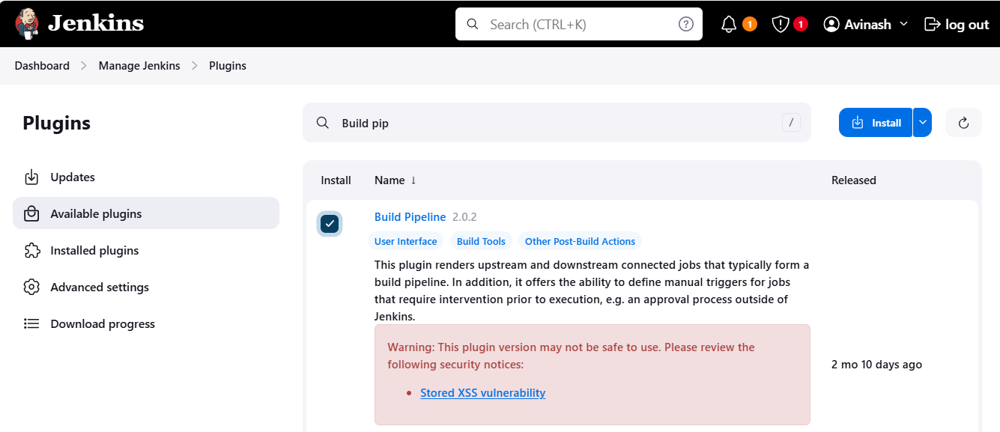 Jenkins
Search (CTRL+K)
?
1
1
Avinash
log out
Dashboard
Manage Jenkins
Plugins
Plugins
Updates
Available plugins
Installed plugins
Advanced settings
Download progress
Build pip
/
Install
Install
Name ↓
Released
Build Pipeline 2.0.2
User Interface
Build Tools
Other Post-Build Actions
This plugin renders upstream and downstream connected jobs that typically form a
build pipeline. In addition, it offers the ability to define manual triggers for jobs
that require intervention prior to execution, e.g. an approval process outside of
Jenkins.
Warning: This plugin version may not be safe to use. Please review the
following security notices:
• Stored XSS vulnerability
2 mo 10 days ago